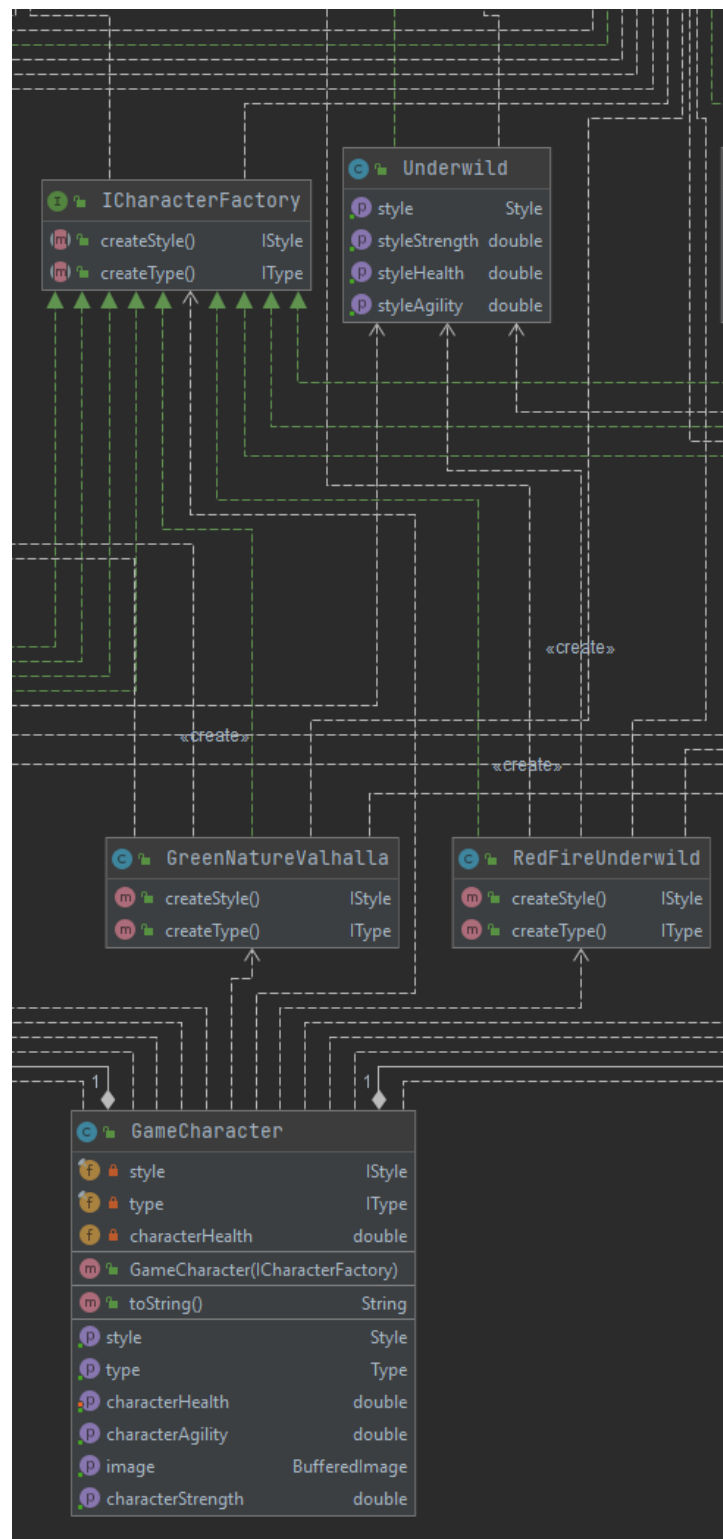 Underwild
style Style
styleStrength double
styleHealth double
styleAgility double
ICharacterFactory
createStyle() IStyle
createType() IType
«create»
«create»
«create»
GreenNatureValhalla
createStyle() IStyle
createType() IType
RedFireUnderwild
createStyle() IStyle
createType() IType
1
1
GameCharacter
style IStyle
type IType
characterHealth double
GameCharacter(ICharacterFactory)
toString() String
style Style
type Type
characterHealth double
characterAgility double
image BufferedImage
characterStrength double